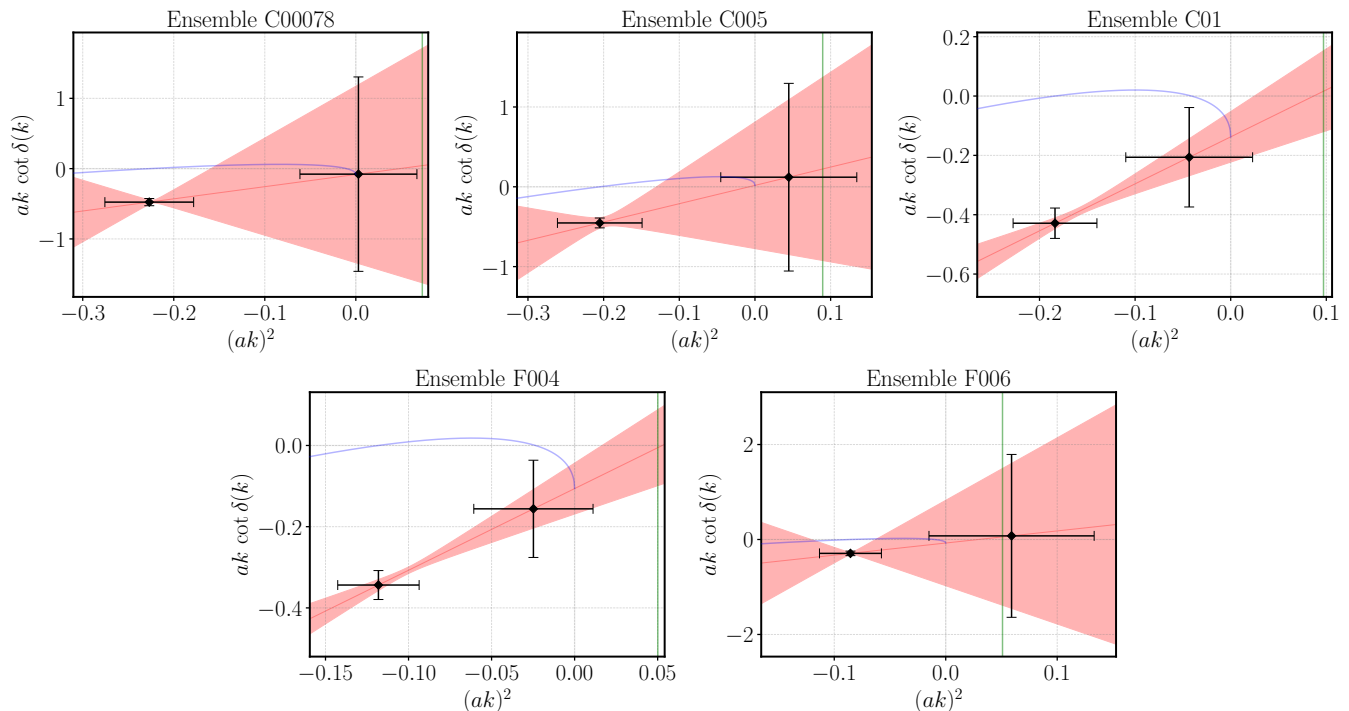 Ensemble C00078
ak cot δ(k)
1
0
−1
−0.3
−0.2
−0.1
0.0
(ak)²
Ensemble C005
ak cot δ(k)
1
0
−1
−0.3
−0.2
−0.1
0.0
0.1
(ak)²
Ensemble C01
ak cot δ(k)
0.2
0.0
−0.2
−0.4
−0.6
−0.2
−0.1
0.0
0.1
(ak)²
Ensemble F004
ak cot δ(k)
0.0
−0.2
−0.4
−0.15
−0.10
−0.05
0.00
0.05
(ak)²
Ensemble F006
ak cot δ(k)
2
0
−2
−0.1
0.0
0.1
(ak)²